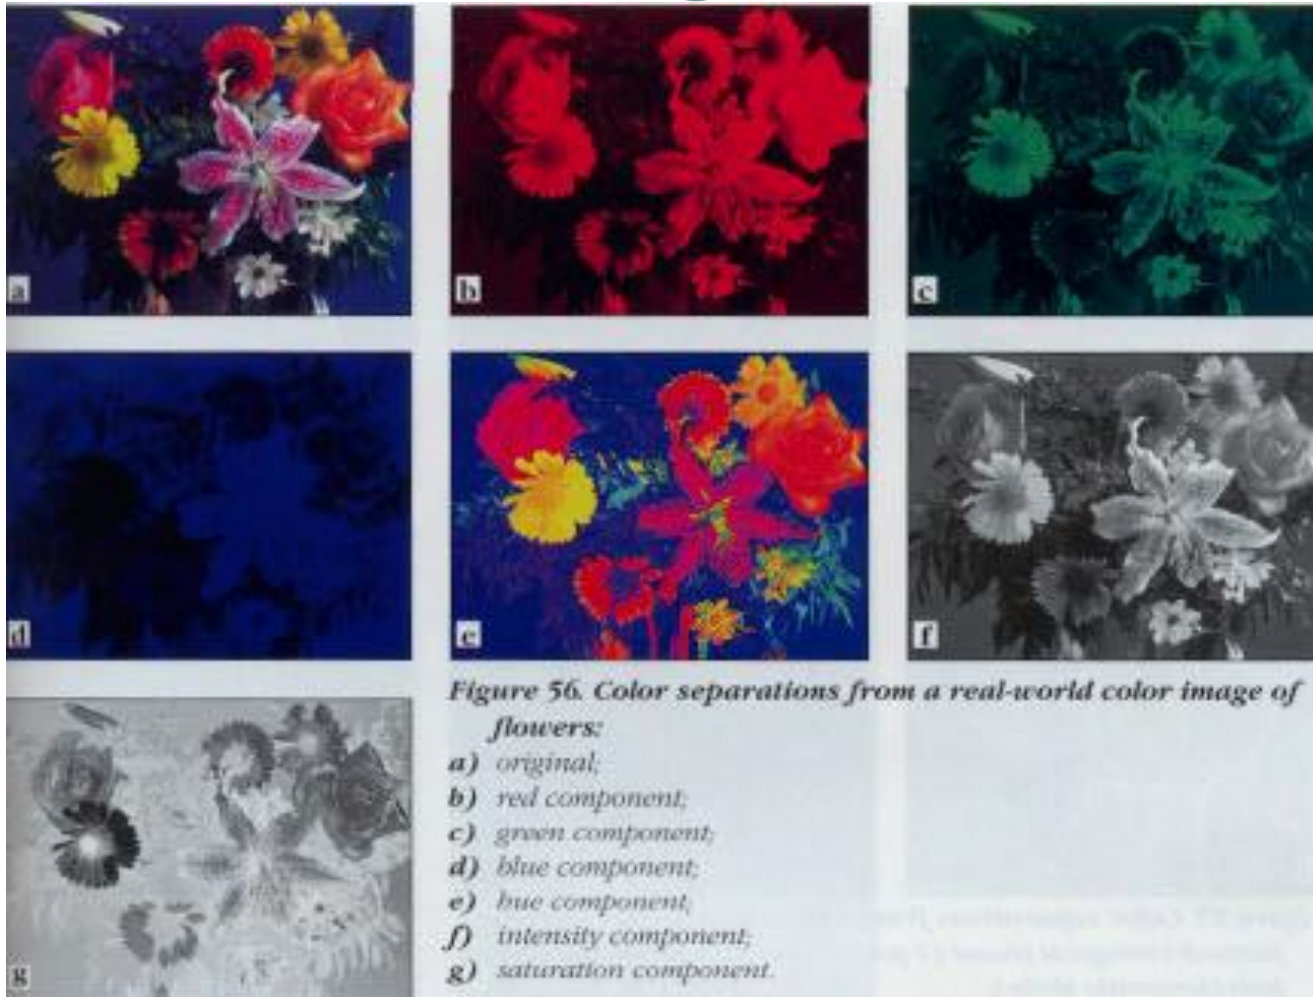 a
b
c
d
e
f
g
Figure 56. Color separations from a real-world color image of
flowers:
a) original;
b) red component;
c) green component;
d) blue component;
e) hue component;
f) intensity component;
g) saturation component.